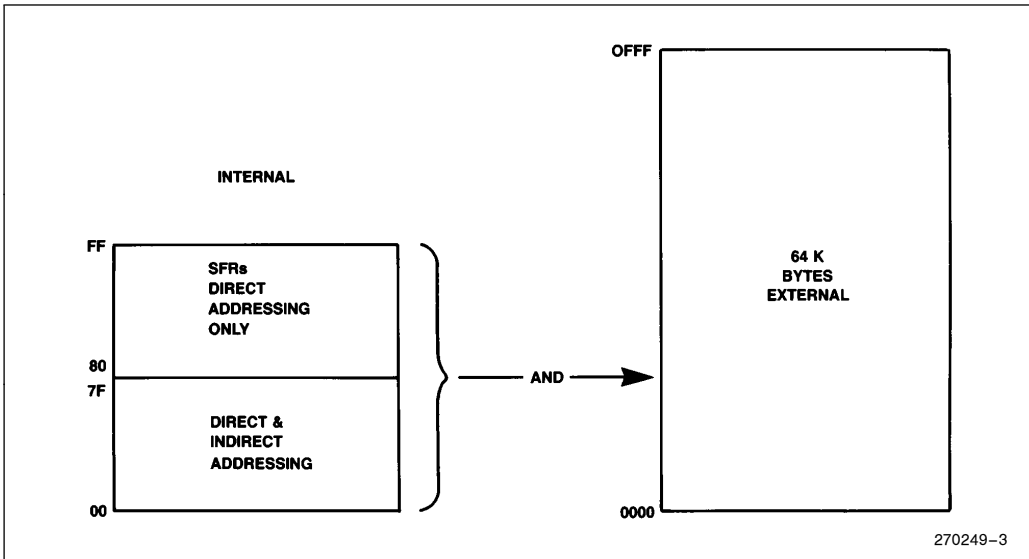 OFFF
INTERNAL
FF
SFRs
DIRECT
ADDRESSING
ONLY
80
7F
DIRECT &
INDIRECT
ADDRESSING
00
AND
64 K
BYTES
EXTERNAL
0000
270249–3